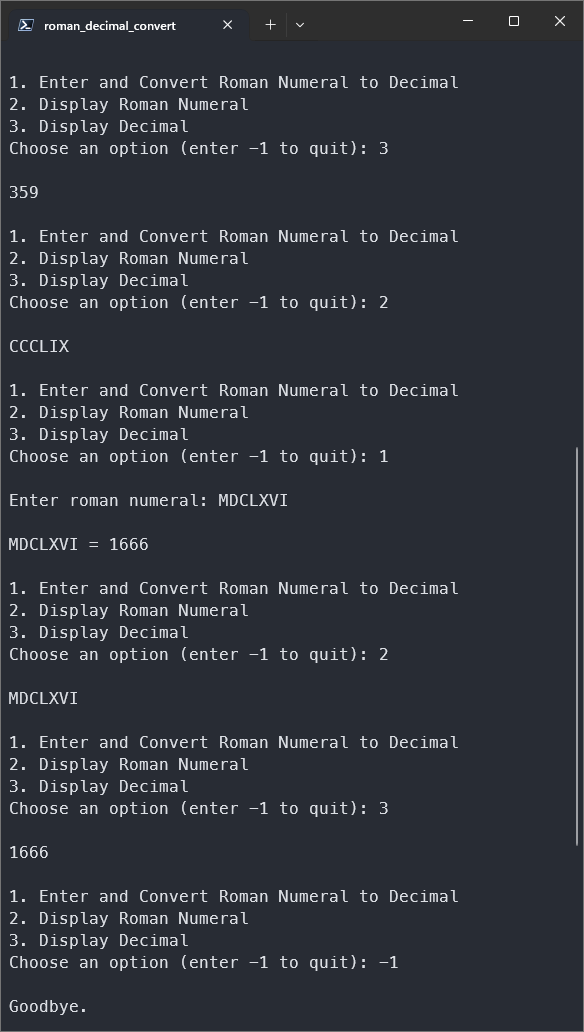 roman_decimal_convert
1. Enter and Convert Roman Numeral to Decimal
2. Display Roman Numeral
3. Display Decimal
Choose an option (enter -1 to quit): 3
359
1. Enter and Convert Roman Numeral to Decimal
2. Display Roman Numeral
3. Display Decimal
Choose an option (enter -1 to quit): 2
CCCLIX
1. Enter and Convert Roman Numeral to Decimal
2. Display Roman Numeral
3. Display Decimal
Choose an option (enter -1 to quit): 1
Enter roman numeral: MDCLXVI
MDCLXVI = 1666
1. Enter and Convert Roman Numeral to Decimal
2. Display Roman Numeral
3. Display Decimal
Choose an option (enter -1 to quit): 2
MDCLXVI
1. Enter and Convert Roman Numeral to Decimal
2. Display Roman Numeral
3. Display Decimal
Choose an option (enter -1 to quit): 3
1666
1. Enter and Convert Roman Numeral to Decimal
2. Display Roman Numeral
3. Display Decimal
Choose an option (enter -1 to quit): -1
Goodbye.